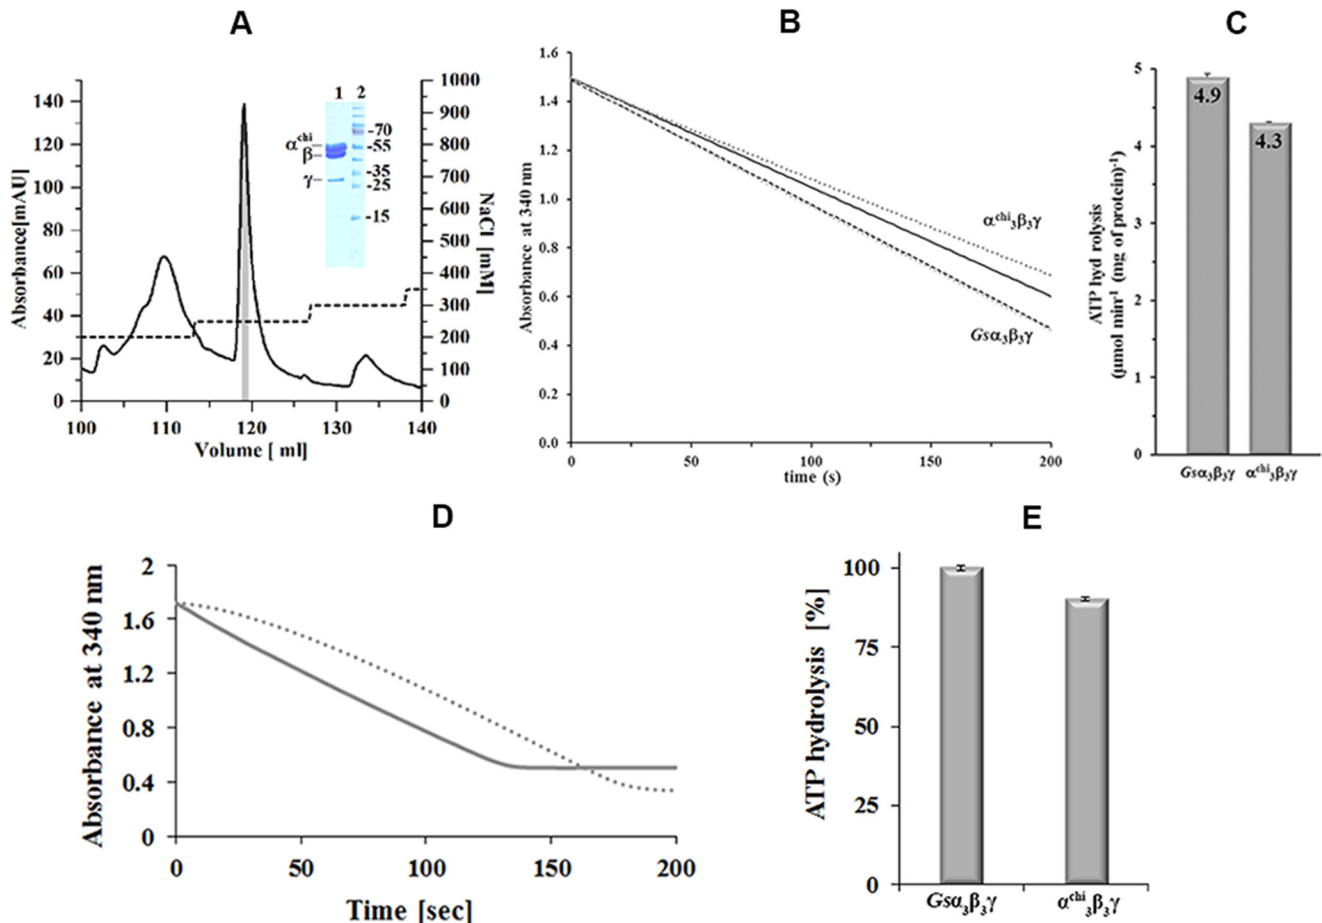 A
B
C
Absorbance[mAU]
140
120
100
80
60
40
20
0
100 110 120 130 140
Volume [ ml]
1000
900
800
700
600
500
400
300
200
100
0
NaCl [mM]
1 2
αchi
β
γ
-70
-55
-35
-25
-15
Absorbance at 340 nm
1.6
1.4
1.2
1.0
0.8
0.6
0.4
0.2
0.0
0 50 100 150 200
time (s)
αchi3β3γ
Gsα3β3γ
ATP hyd rolysis
(μmol min-1 (mg of protein)-1)
5
4
3
2
1
0
4.9
4.3
Gsα3β3γ αchi3β3γ
D
E
Absorbance at 340 nm
2
1.6
1.2
0.8
0.4
0
0 50 100 150 200
Time [sec]
ATP hydrolysis [%]
100
75
50
25
0
Gsα3β3γ αchi3β3γ